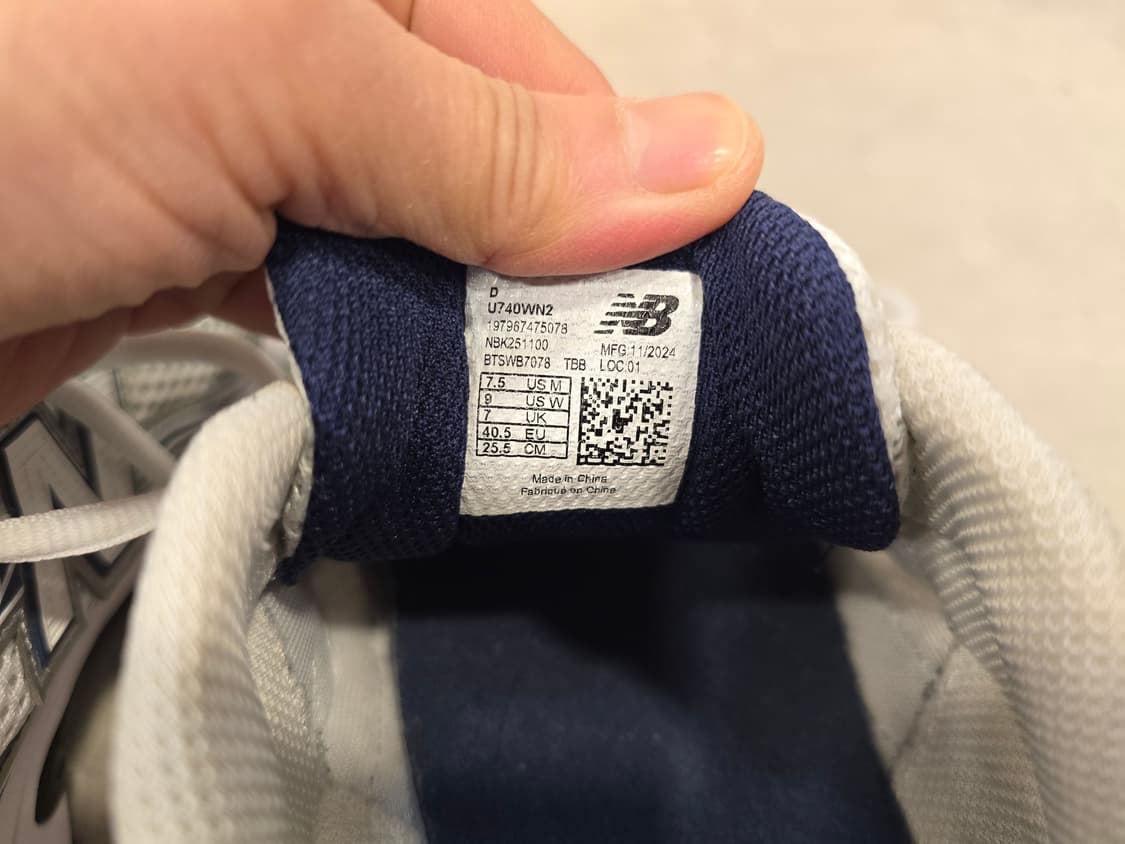 D
U740WN2
197967475078
NB
NBK251100 MFG:11/2024
BTSWB7078 TBB LOC:01
7.5 US M
9 US W
7 UK
40.5 EU
25.5 CM
Made in China
Fabriqué en Chine
N